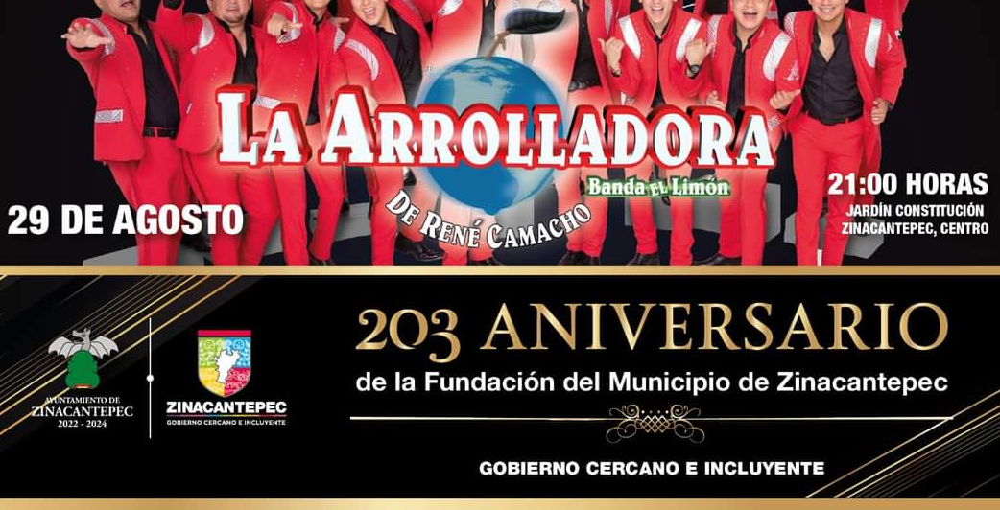 LA ARROLLADORA
Banda EL Limón
DE RENÉ CAMACHO
29 DE AGOSTO
21:00 HORAS
JARDÍN CONSTITUCIÓN
ZINACANTEPEC, CENTRO
203 ANIVERSARIO
de la Fundación del Municipio de Zinacantepec
AYUNTAMIENTO DE
ZINACANTEPEC
2022 - 2024
ZINACANTEPEC
GOBIERNO CERCANO E INCLUYENTE
GOBIERNO CERCANO E INCLUYENTE